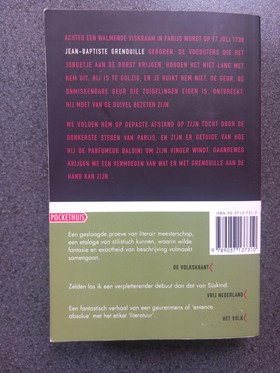 ACHTER EEN WALMENDE VISKRAAM IN PARIJS WORDT OP 17 JULI 1738
JEAN-BAPTISTE GRENOUILLE GEBOREN. DE VOEDSTERS DIE HET
JONGETJE AAN DE BORST KRIJGEN, HOUDEN HET NIET LANG MET
HEM UIT. HIJ IS TE GULZIG, EN JE RUIKT HEM NIET. DE GEUR, DE
ONMISKENBARE GEUR DIE ZUIGELINGEN EIGEN IS, ONTBREEKT.
HIJ MOET VAN DE DUIVEL BEZETEN ZIJN.
WE VOLGEN HEM OP GEPASTE AFSTAND OP ZIJN TOCHT DOOR DE
DONKERSTE STEGEN VAN PARIJS, EN ZIJN ER GETUIGE VAN HOE
HIJ DE PARFUMEUR BALDINI OM ZIJN VINGER WINDT. GAANDEWEG
KRIJGEN WE EEN VERMOEDEN VAN WAT ER MET GRENOUILLE AAN DE
HAND KAN ZIJN...
POCKETHUIS
Een geslaagde proeve van literair meesterschap,
een etalage van stilistisch kunnen, waarin wilde
fantasie en exactheid van beschrijving volmaakt
samengaan.
DE VOLKSKRANT
Zelden las ik een verpletterender debuut dan dat van Süskind.
VRIJ NEDERLAND
Een fantastisch verhaal van een geurenmens of 'essence
absolue' met het etiket 'literatuur'.
HET VOLK
9 789057 137310